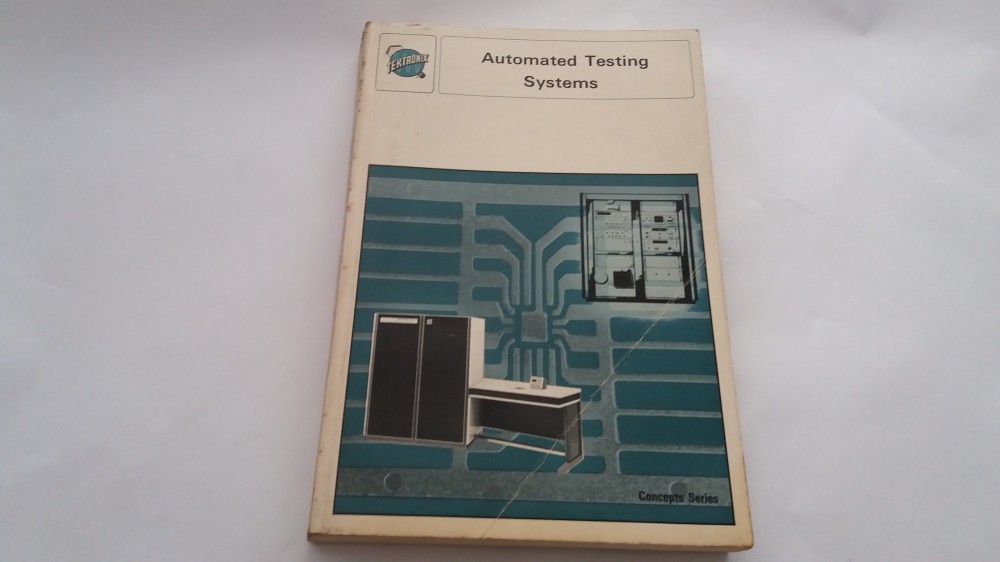 TEKTRONIX
Automated Testing
Systems
Concepts Series